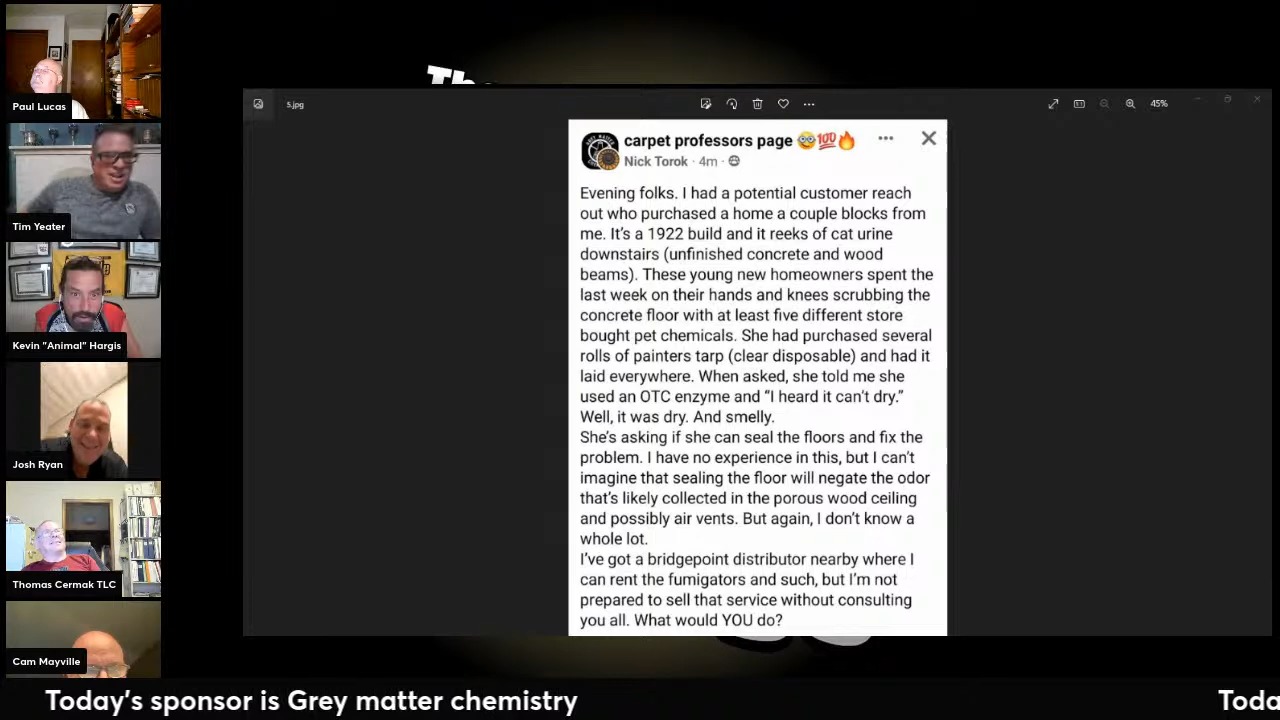 Paul Lucas
Tim Yeater
Kevin "Animal" Hargis
Josh Ryan
Thomas Cermak TLC
Cam Mayville
The
5.jpg
45%
carpet professors page 🤓💯🔥
Nick Torok · 4m ·
Evening folks. I had a potential customer reach
out who purchased a home a couple blocks from
me. It's a 1922 build and it reeks of cat urine
downstairs (unfinished concrete and wood
beams). These young new homeowners spent the
last week on their hands and knees scrubbing the
concrete floor with at least five different store
bought pet chemicals. She had purchased several
rolls of painters tarp (clear disposable) and had it
laid everywhere. When asked, she told me she
used an OTC enzyme and “I heard it can’t dry.”
Well, it was dry. And smelly.
She’s asking if she can seal the floors and fix the
problem. I have no experience in this, but I can’t
imagine that sealing the floor will negate the odor
that’s likely collected in the porous wood ceiling
and possibly air vents. But again, I don’t know a
whole lot.
I’ve got a bridgepoint distributor nearby where I
can rent the fumigators and such, but I’m not
prepared to sell that service without consulting
you all. What would YOU do?
Today's sponsor is Grey matter chemistry
Toda